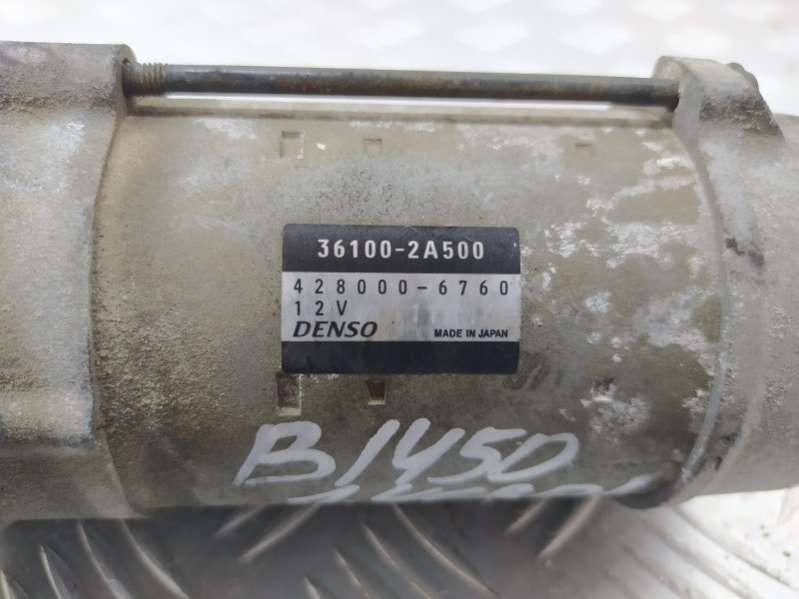 36100-2A500
428000-6760
12V
DENSO MADE IN JAPAN
B1450